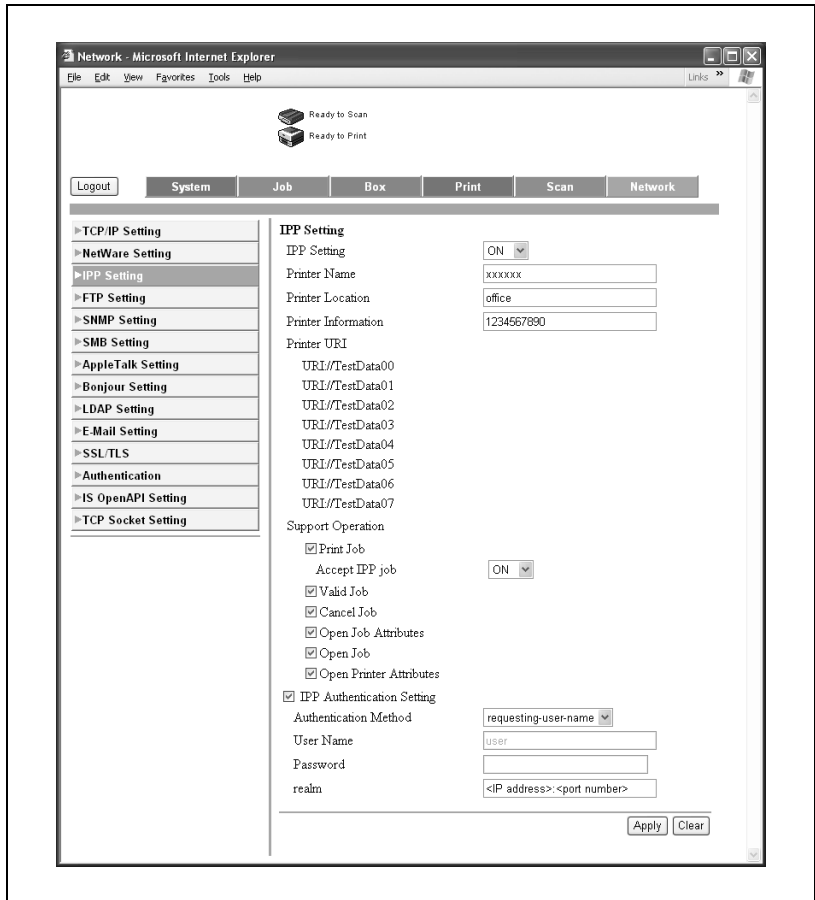 Network - Microsoft Internet Explorer
File Edit View Favorites Tools Help Links »
Ready to Scan
Ready to Print
Logout System Job Box Print Scan Network
TCP/IP Setting
NetWare Setting
IPP Setting
FTP Setting
SNMP Setting
SMB Setting
AppleTalk Setting
Bonjour Setting
LDAP Setting
E-Mail Setting
SSL/TLS
Authentication
IS OpenAPI Setting
TCP Socket Setting
IPP Setting
IPP Setting ON
Printer Name xxxxxx
Printer Location office
Printer Information 1234567890
Printer URI
URI://TestData00
URI://TestData01
URI://TestData02
URI://TestData03
URI://TestData04
URI://TestData05
URI://TestData06
URI://TestData07
Support Operation
Print Job
Accept IPP job ON
Valid Job
Cancel Job
Open Job Attributes
Open Job
Open Printer Attributes
IPP Authentication Setting
Authentication Method requesting-user-name
User Name user
Password
realm <IP address>:<port number>
Apply Clear